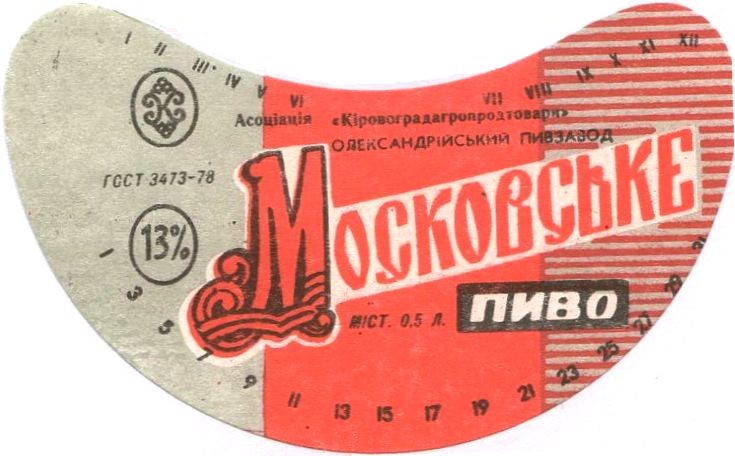 I II III IV V VI VII VIII IX X XI XII
К
Асоціація «Кіровоградагропродтовари»
ОЛЕКСАНДРІЙСЬКИЙ ПИВЗАВОД
ГОСТ 3473-78
13%
МОСКОВСЬКЕ
ПИВО
МІСТ. 0,5 Л.
1 3 5 7 9 11 13 15 17 19 21 23 25 27 29 31